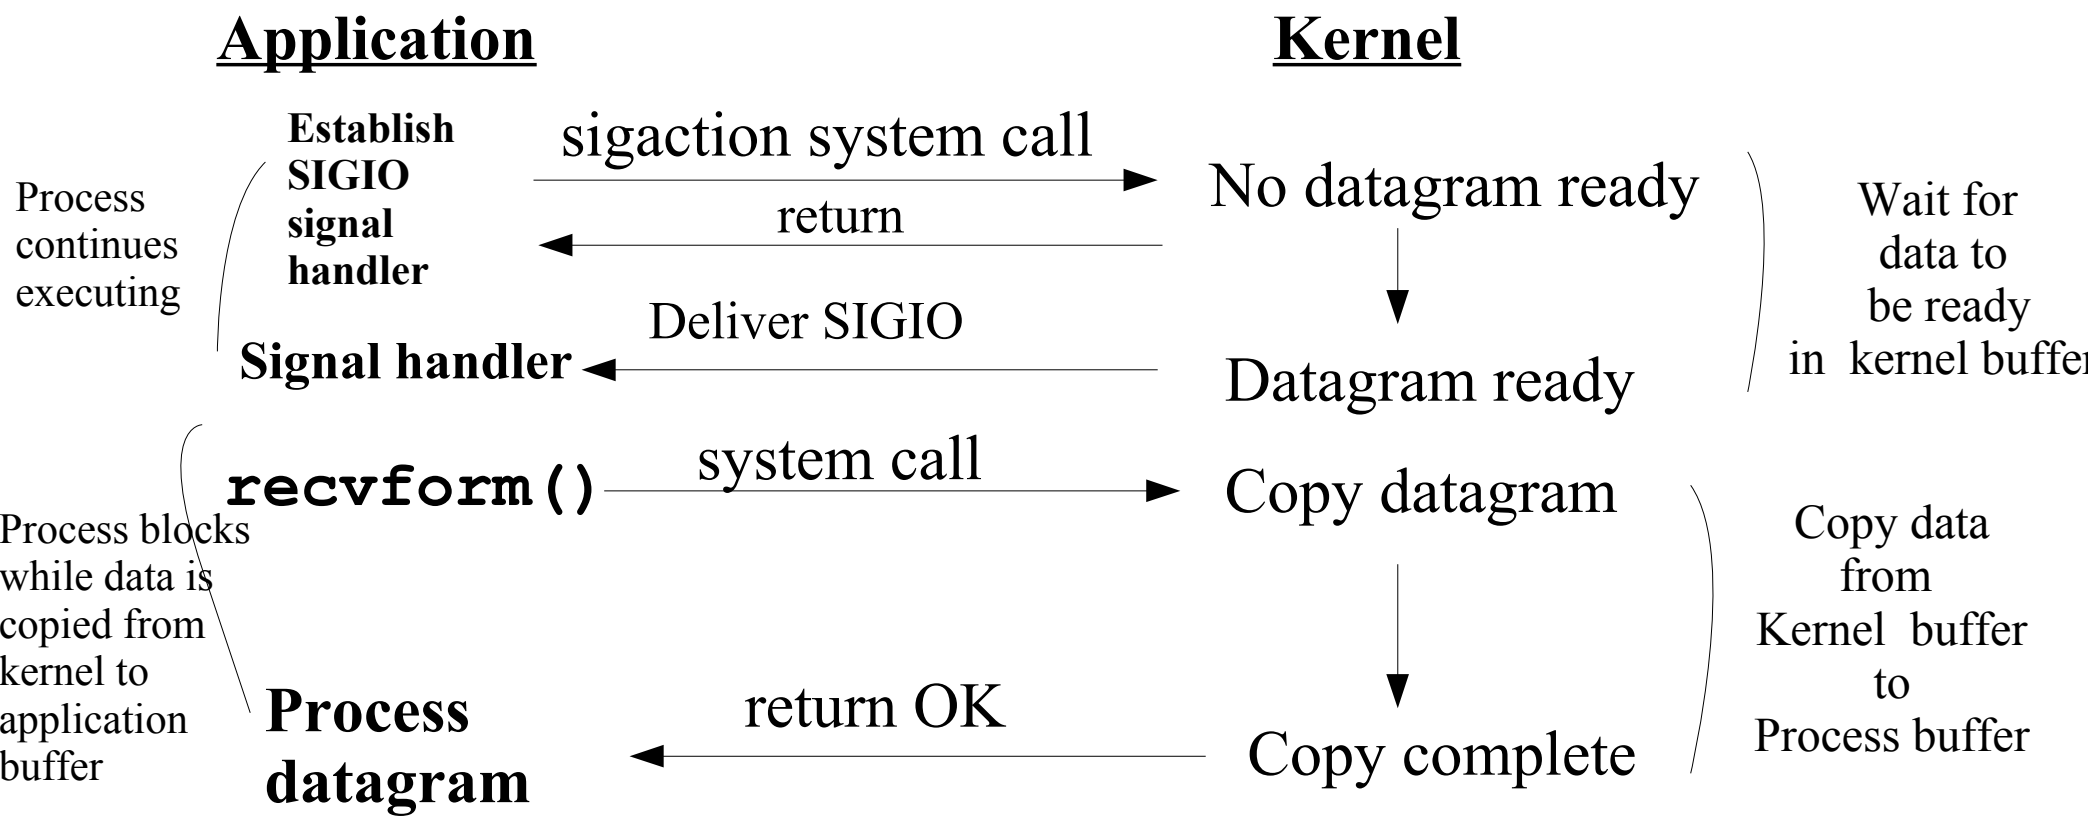 Application
Kernel
Establish
SIGIO
signal
handler
sigaction system call
return
No datagram ready
Process
continues
executing
Wait for
data to
be ready
in kernel buffer
Deliver SIGIO
Signal handler
Datagram ready
recvform()
system call
Copy datagram
Process blocks
while data is
copied from
kernel to
application
buffer
Copy data
from
Kernel buffer
to
Process buffer
Process
datagram
return OK
Copy complete